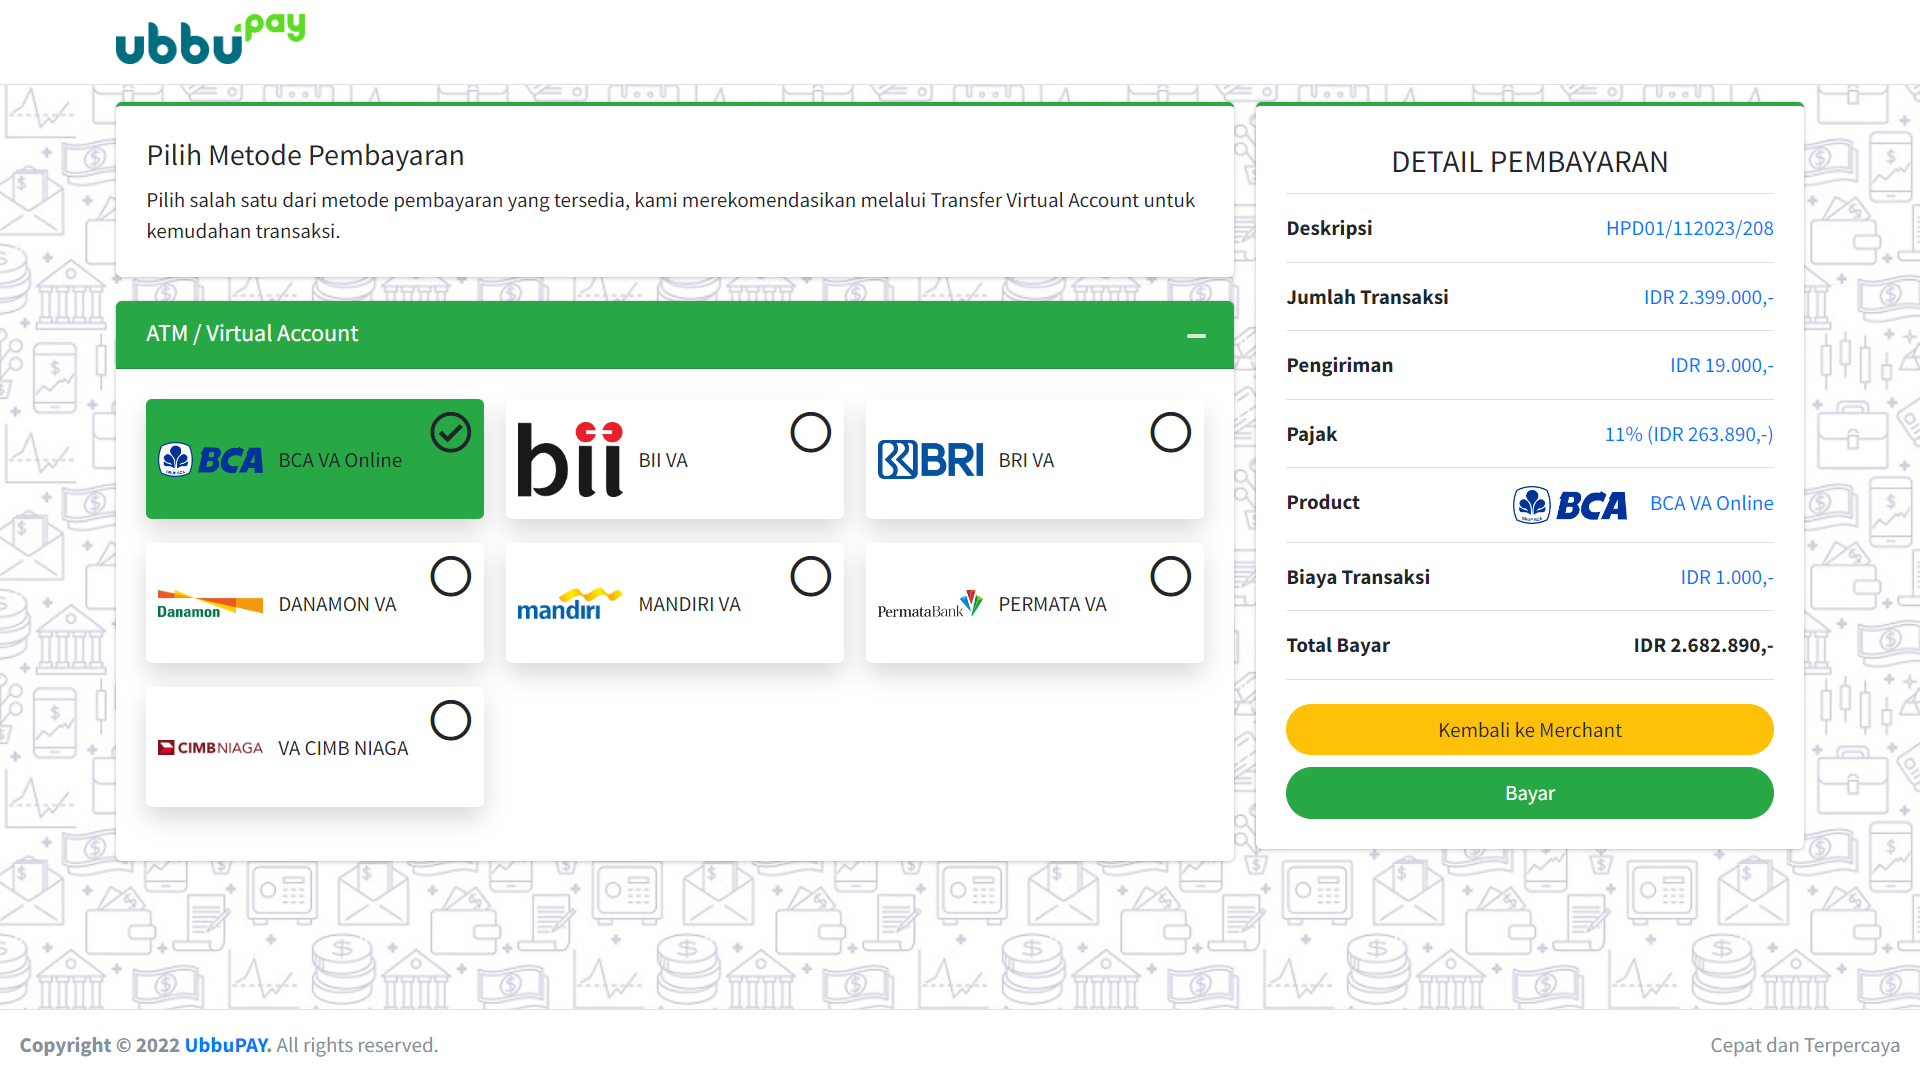 ubbu pay
Pilih Metode Pembayaran
Pilih salah satu dari metode pembayaran yang tersedia, kami merekomendasikan melalui Transfer Virtual Account untuk
kemudahan transaksi.
ATM / Virtual Account
BCA BCA VA Online
bii BII VA
BRI BRI VA
Danamon DANAMON VA
mandiri MANDIRI VA
PermataBank PERMATA VA
CIMB NIAGA VA CIMB NIAGA
DETAIL PEMBAYARAN
Deskripsi HPD01/112023/208
Jumlah Transaksi IDR 2.399.000,-
Pengiriman IDR 19.000,-
Pajak 11% (IDR 263.890,-)
Product BCA BCA VA Online
Biaya Transaksi IDR 1.000,-
Total Bayar IDR 2.682.890,-
Kembali ke Merchant
Bayar
Copyright © 2022 UbbuPAY. All rights reserved.
Cepat dan Terpercaya